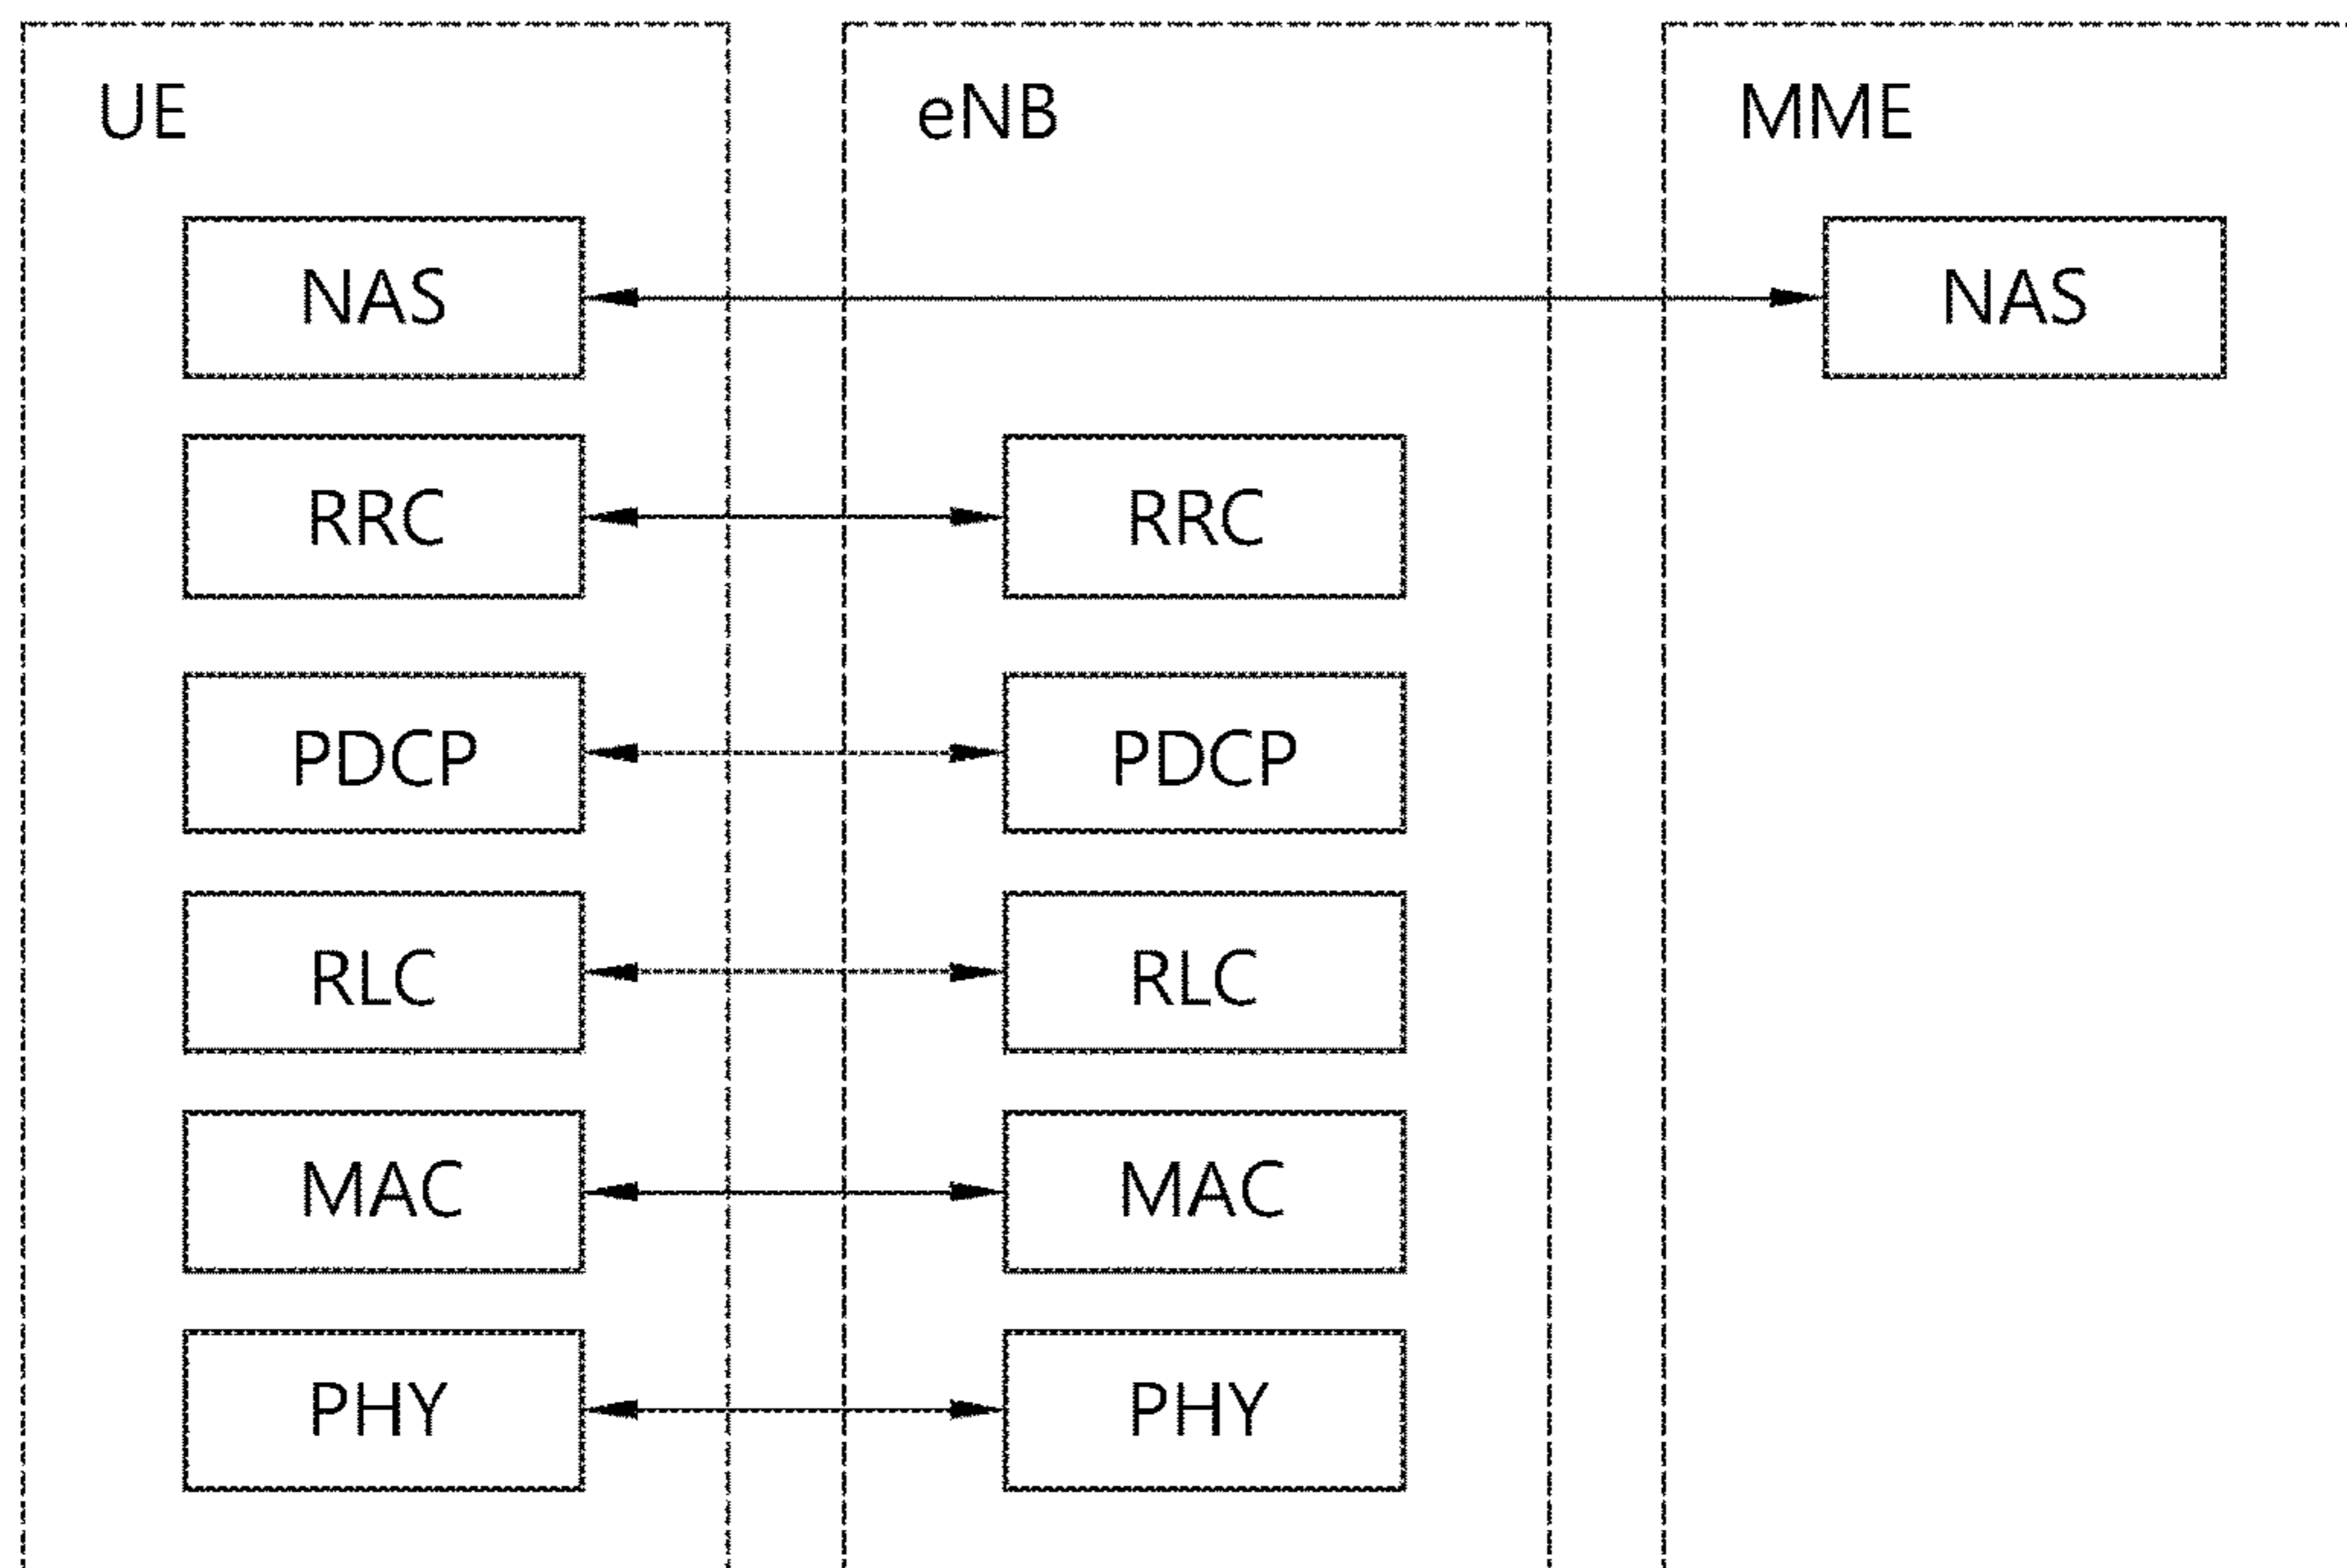 UE eNB MME
NAS NAS
RRC RRC
PDCP PDCP
RLC RLC
MAC MAC
PHY PHY